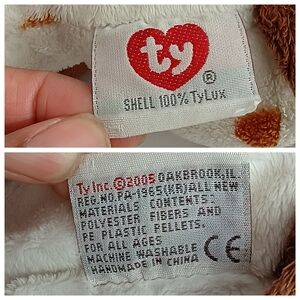 ty
®
SHELL 100% TyLux
Ty Inc. ©2005 OAKBROOK, IL.
REG.NO.PA-1965(KR) ALL NEW
MATERIALS CONTENTS:
POLYESTER FIBERS AND
PE PLASTIC PELLETS.
FOR ALL AGES
MACHINE WASHABLE
HANDMADE IN CHINA
CE